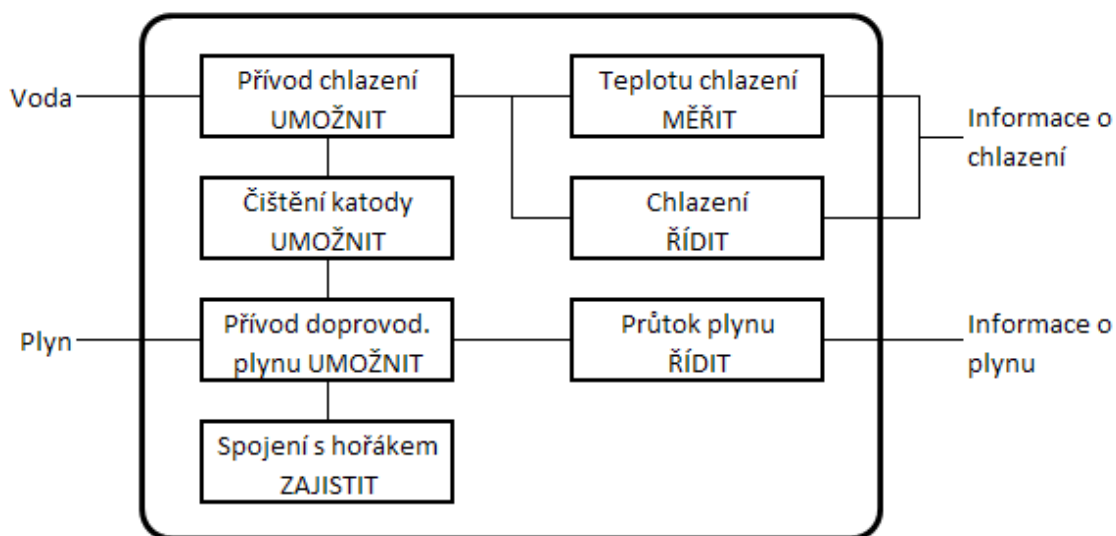 Voda
Přívod chlazení
UMOŽNIT
Teplotu chlazení
MĚŘIT
Informace o
chlazení
Čištění katody
UMOŽNIT
Chlazení
ŘÍDIT
Plyn
Přívod doprovod.
plynu UMOŽNIT
Průtok plynu
ŘÍDIT
Informace o
plynu
Spojení s hořákem
ZAJISTIT